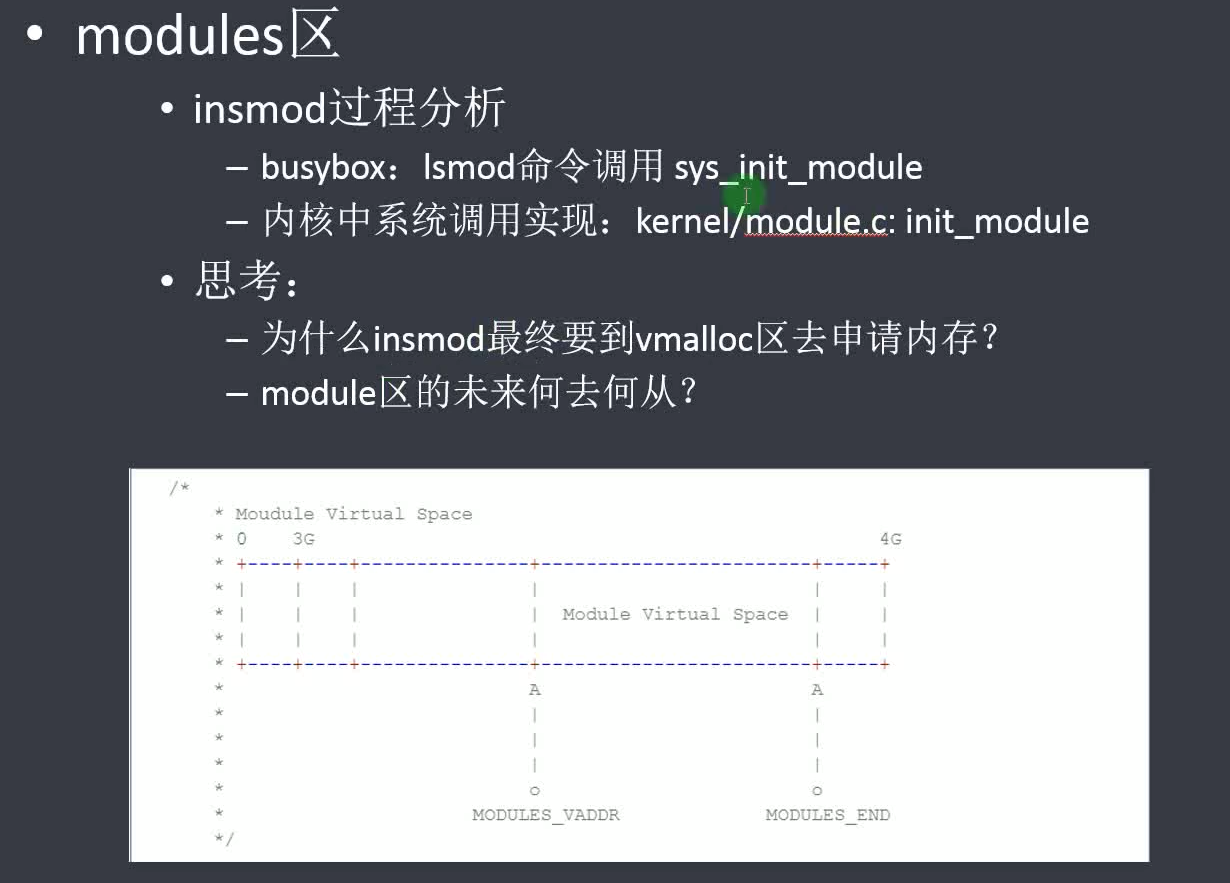 • modules区
• insmod过程分析
– busybox：lsmod命令调用 sys_init_module
– 内核中系统调用实现：kernel/module.c: init_module
• 思考：
– 为什么insmod最终要到vmalloc区去申请内存？
– module区的未来何去何从？
/*
* Moudule Virtual Space
* 0    3G                                                  4G
* +----+----+---------------+------------------------+-----+
* |    |    |               |                        |     |
* |    |    |               |  Module Virtual Space  |     |
* |    |    |               |                        |     |
* +----+----+---------------+------------------------+-----+
*                           A                        A
*                           |                        |
*                           |                        |
*                           |                        |
*                           o                        o
*                     MODULES_VADDR             MODULES_END
*/